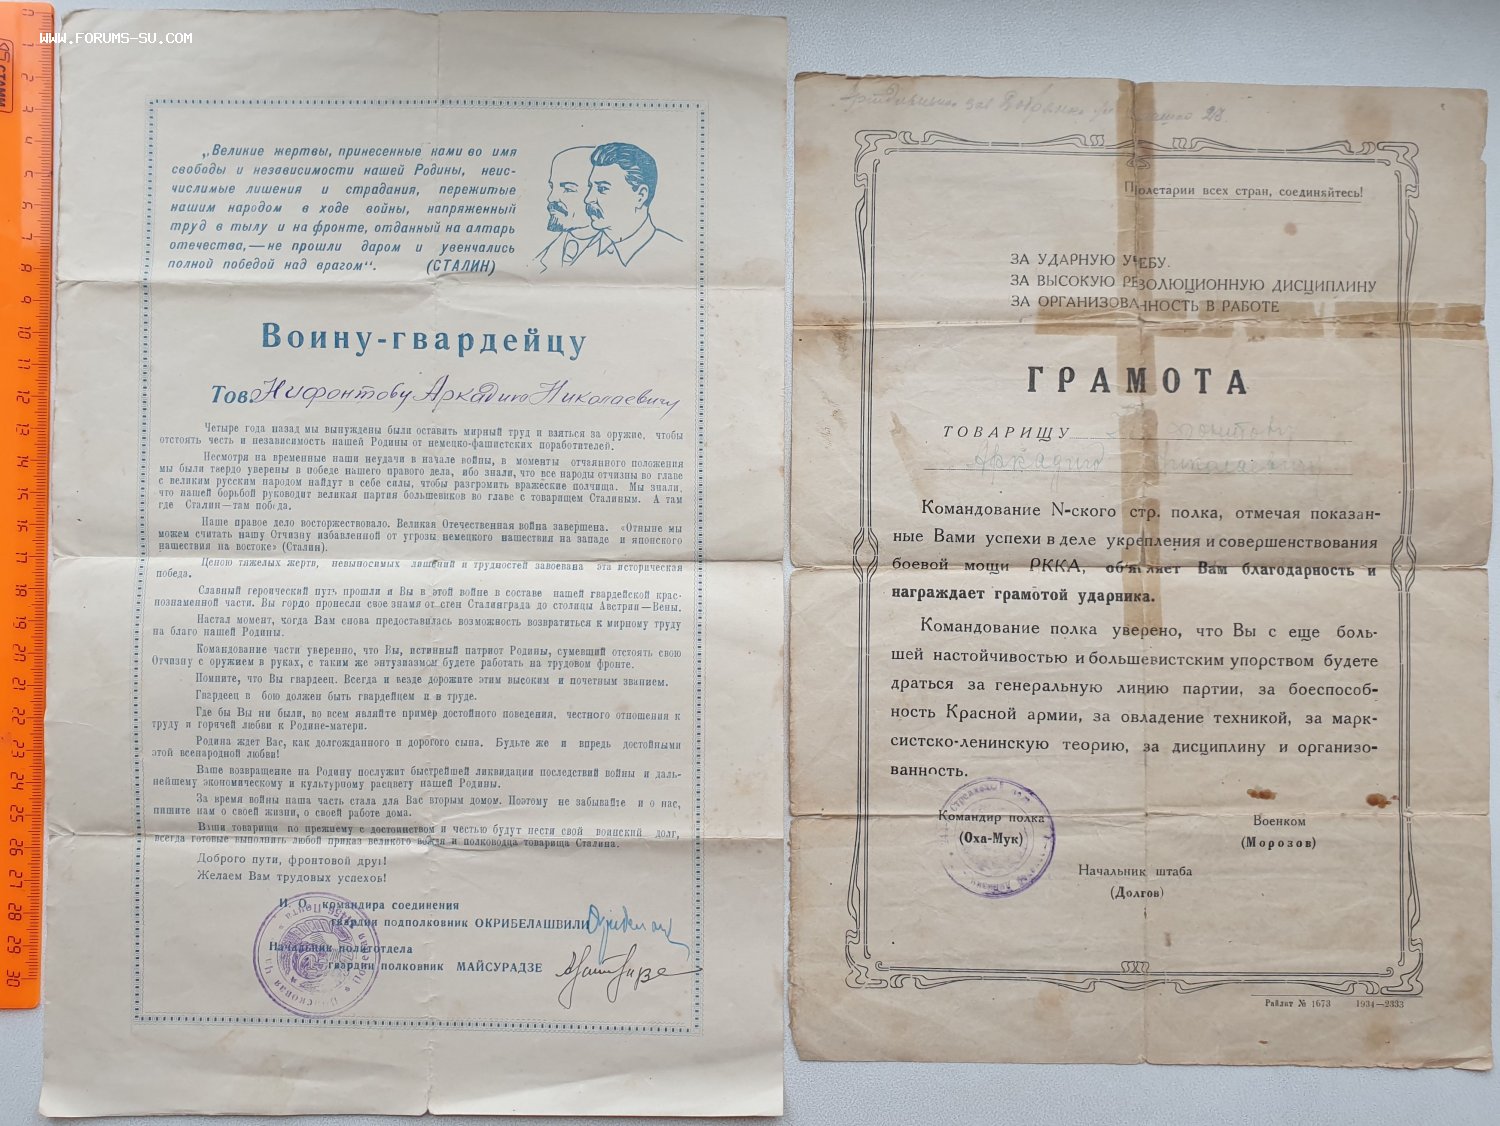 www.FORUMS-SU.COM
„Великие жертвы, принесенные нами во имя
свободы и независимости нашей Родины, неис-
числимые лишения и страдания, пережитые
нашим народом в ходе войны, напряженный
труд в тылу и на фронте, отданный на алтарь
отечества,—не прошли даром и увенчались
полной победой над врагом“. (СТАЛИН)
Воину-гвардейцу
Тов. Нифонтову Аркадию Николаевичу
Четыре года назад мы вынуждены были оставить мирный труд и взяться за оружие, чтобы
отстоять честь и независимость нашей Родины от немецко-фашистских поработителей.
Несмотря на временные наши неудачи в начале войны, в моменты отчаянного положения
мы были твердо уверены в победе нашего правого дела, ибо знали, что все народы отчизны во главе
с великим русским народом найдут в себе силы, чтобы разгромить вражеские полчища. Мы знали,
что нашей борьбой руководит великая партия большевиков во главе с товарищем Сталиным. А там
где Сталин—там победа.
Наше правое дело восторжествовало. Великая Отечественная война завершена. «Отныне мы
можем считать нашу Отчизну избавленной от угрозы немецкого нашествия на западе и японского
нашествия на востоке» (Сталин).
Ценою тяжелых жертв, невыносимых лишений и трудностей завоевана эта историческая
победа.
Славный героический путь прошли и Вы в этой войне в составе нашей гвардейской крас-
нознаменной части. Вы гордо пронесли свое знамя от стен Сталинграда до столицы Австрии—Вены.
Настал момент, когда Вам снова предоставилась возможность возвратиться к мирному труду
на благо нашей Родины.
Командование части уверенно, что Вы, истинный патриот Родины, сумевший отстоять свою
Отчизну с оружием в руках, с таким же энтузиазмом будете работать на трудовом фронте.
Помните, что Вы гвардеец. Всегда и везде дорожите этим высоким и почетным званием.
Гвардеец в бою должен быть гвардейцем и в труде.
Где бы Вы ни были, во всем являйте пример достойного поведения, честного отношения к
труду и горячей любви к Родине-матери.
Родина ждет Вас, как долгожданного и дорогого сына. Будьте же и впредь достойными
этой всенародной любви!
Ваше возвращение на Родину послужит быстрейшей ликвидации последствий войны и даль-
нейшему экономическому и культурному расцвету нашей Родины.
За время войны наша часть стала для Вас вторым домом. Поэтому не забывайте и о нас,
пишите нам о своей жизни, о своей работе дома.
Ваши товарищи по прежнему с достоинством и честью будут нести свой воинский долг,
всегда готовые выполнить любой приказ великого вождя и полководца товарища Сталина.
Доброго пути, фронтовой друг!
Желаем Вам трудовых успехов!
И. О. командира соединения
гвардии подполковник ОКРИБЕЛАШВИЛИ
Начальник политотдела
гвардии полковник МАЙСУРАДЗЕ
Пролетарии всех стран, соединяйтесь!
ЗА УДАРНУЮ УЧЕБУ.
ЗА ВЫСОКУЮ РЕВОЛЮЦИОННУЮ ДИСЦИПЛИНУ
ЗА ОРГАНИЗОВАННОСТЬ В РАБОТЕ
ГРАМОТА
ТОВАРИЩУ
Аркадию Николаевичу
Командование N-ского стр. полка, отмечая показан-
ные Вами успехи в деле укрепления и совершенствования
боевой мощи РККА, объявляет Вам благодарность и
награждает грамотой ударника.
Командование полка уверено, что Вы с еще боль-
шей настойчивостью и большевистским упорством будете
драться за генеральную линию партии, за боеспособ-
ность Красной армии, за овладение техникой, за марк-
систско-ленинскую теорию, за дисциплину и организо-
ванность.
Командир полка
(Оха-Мук)
Военком
(Морозов)
Начальник штаба
(Долгов)
Райлит № 1673 1934—2333